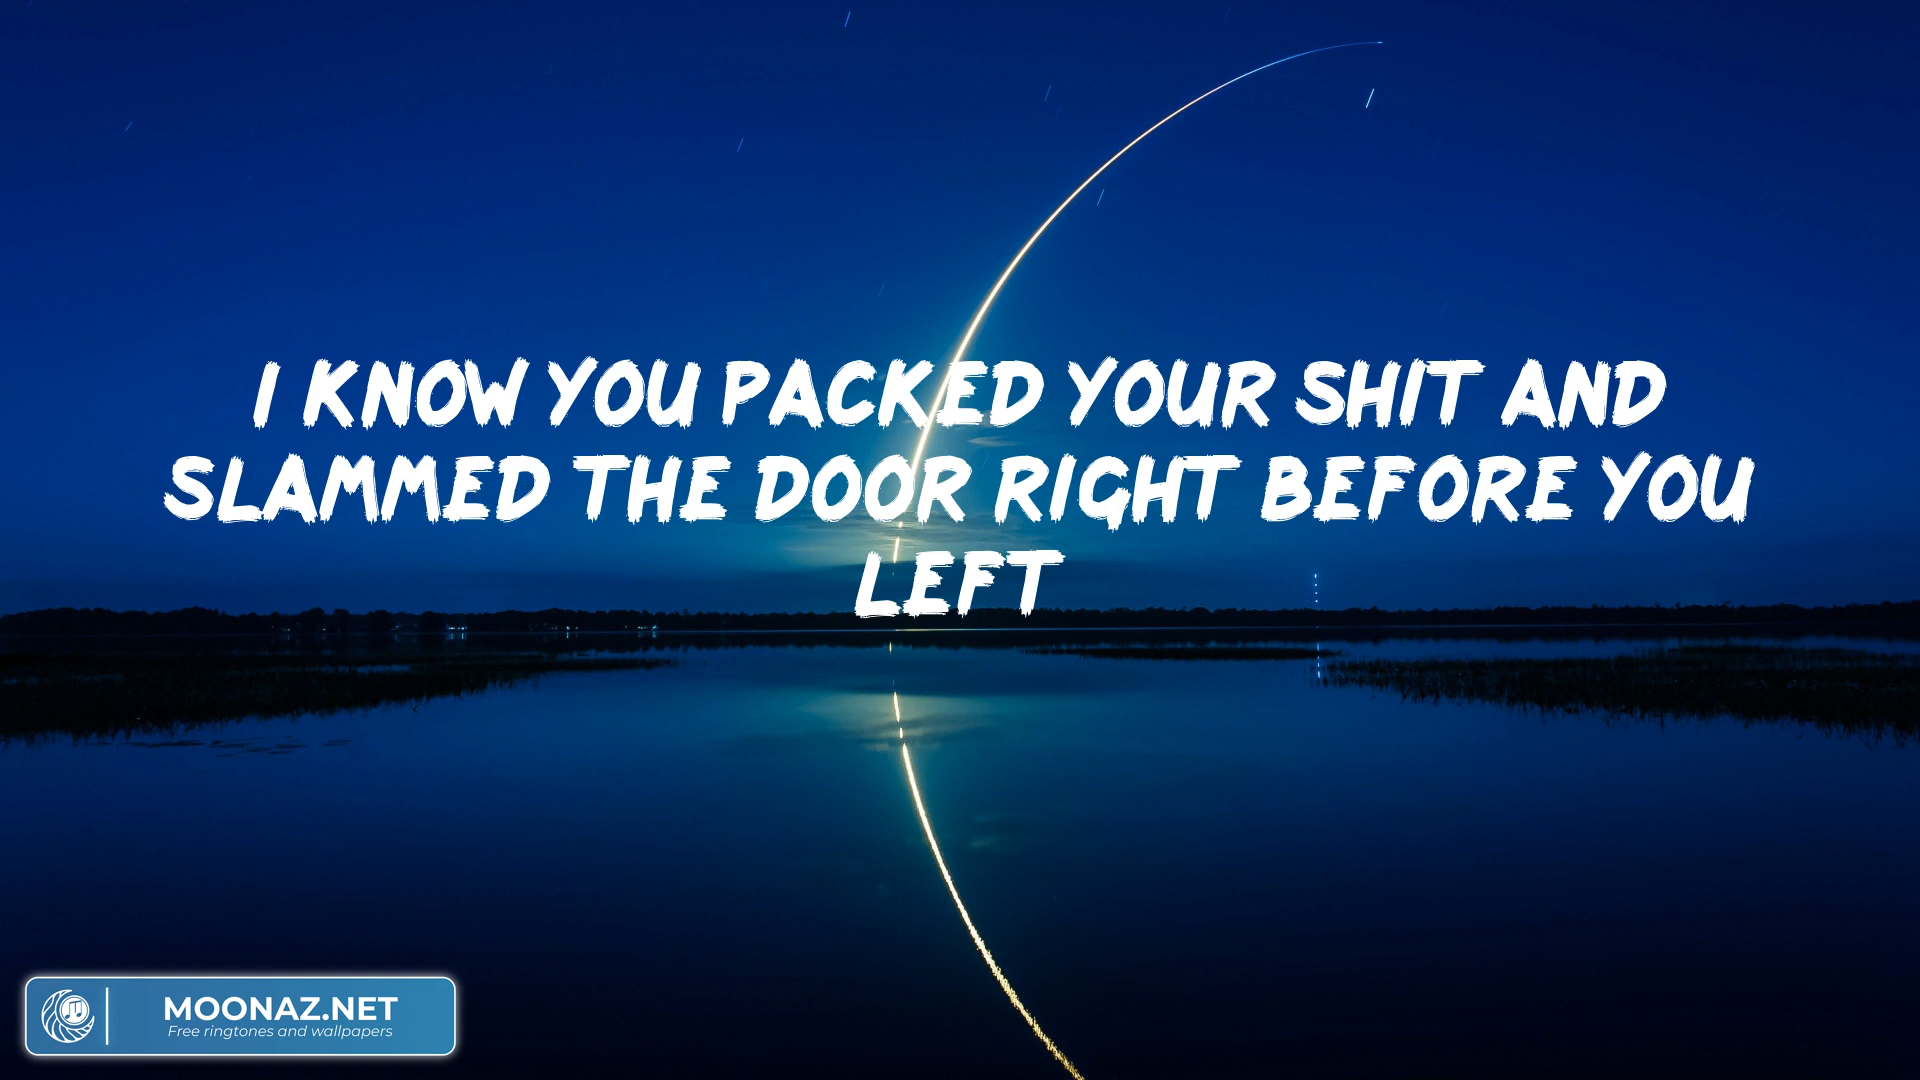 I KNOW YOU PACKED YOUR SHIT AND
SLAMMED THE DOOR RIGHT BEFORE YOU
LEFT
MOONAZ.NET
Free ringtones and wallpapers